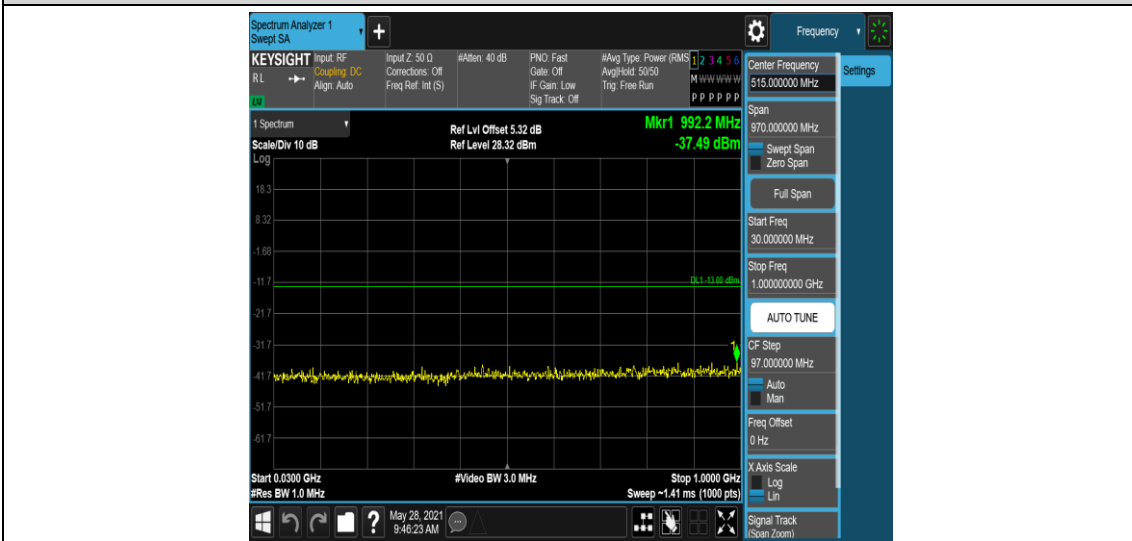 Spectrum Analyzer 1
Swept SA
+
Frequency
KEYSIGHT
RL
LXI
Input: RF
Coupling: DC
Align: Auto
Input Z: 50 Ω
Corrections: Off
Freq Ref: Int (S)
#Atten: 40 dB
PNO: Fast
Gate: Off
IF Gain: Low
Sig Track: Off
#Avg Type: Power (RMS
Avg|Hold: 50/50
Trig: Free Run
1 2 3 4 5 6
M W W W W W
P P P P P P
1 Spectrum
Scale/Div 10 dB
Log
Ref Lvl Offset 5.32 dB
Ref Level 28.32 dBm
Mkr1 992.2 MHz
-37.49 dBm
18.3
8.32
-1.68
-11.7
DL1 -13.00 dBm
-21.7
-31.7
1
-41.7
-51.7
-61.7
Start 0.0300 GHz
#Res BW 1.0 MHz
#Video BW 3.0 MHz
Stop 1.0000 GHz
Sweep ~1.41 ms (1000 pts)
?
May 28, 2021
9:46:23 AM
Center Frequency
515.000000 MHz
Settings
Span
970.000000 MHz
Swept Span
Zero Span
Full Span
Start Freq
30.000000 MHz
Stop Freq
1.000000000 GHz
AUTO TUNE
CF Step
97.000000 MHz
Auto
Man
Freq Offset
0 Hz
X Axis Scale
Log
Lin
Signal Track
(Span Zoom)